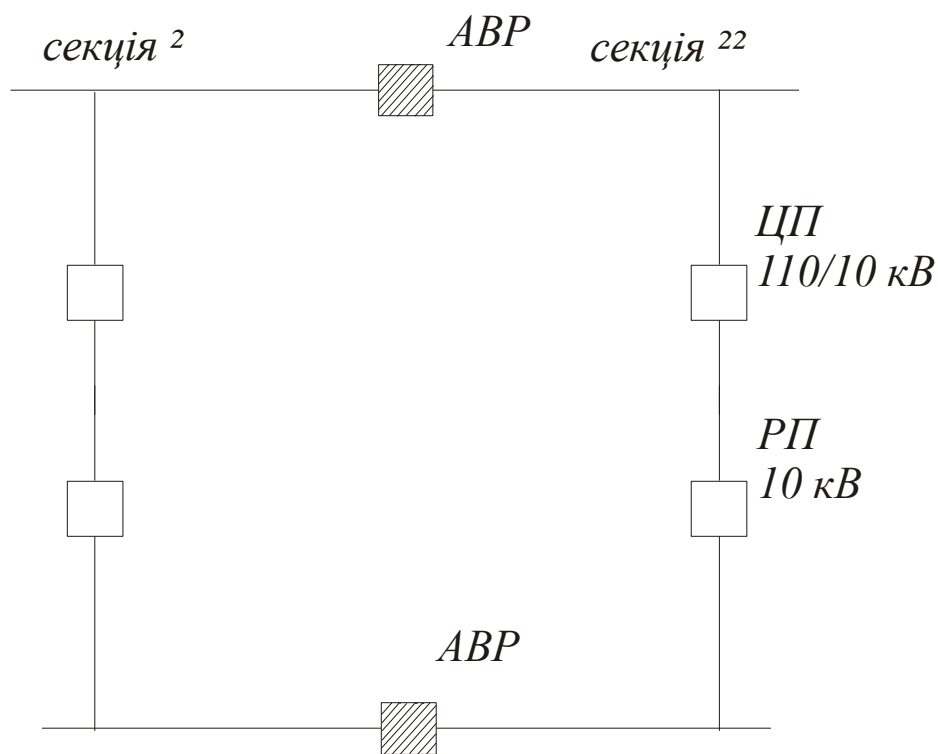 секція ²
АВР
секція ²²
ЦП
110/10 кВ
РП
10 кВ
АВР